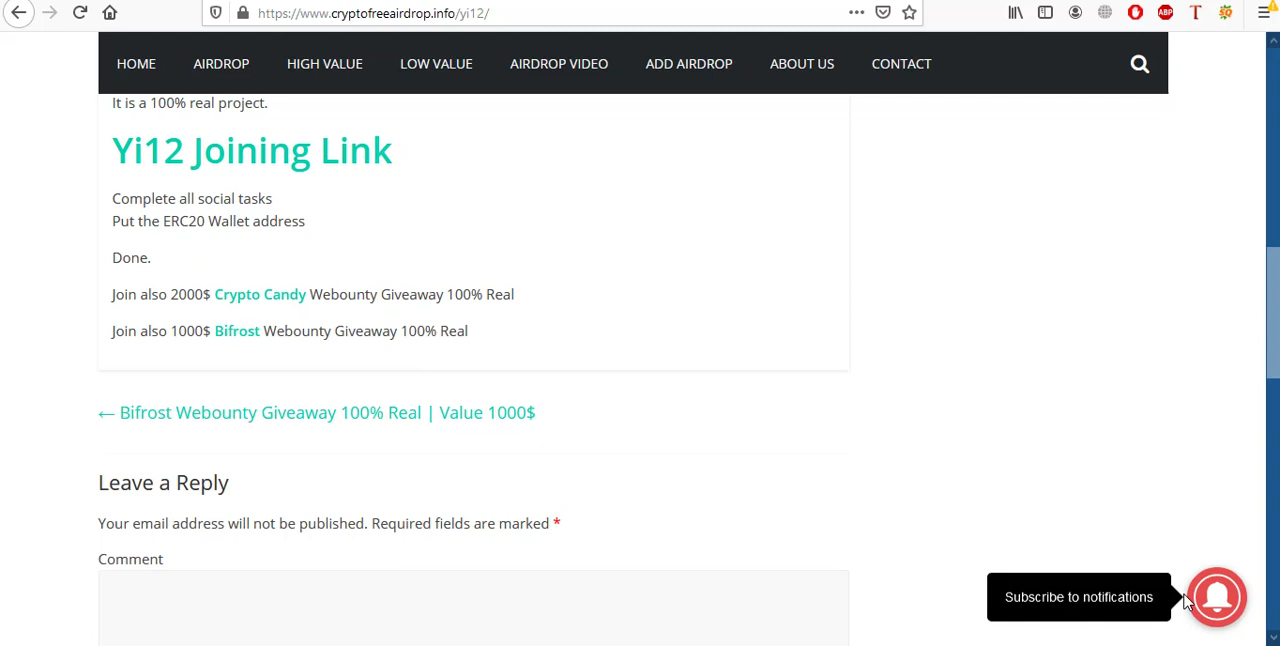 https://www.cryptofreeairdrop.info/yi12/
ABP
HOME AIRDROP HIGH VALUE LOW VALUE AIRDROP VIDEO ADD AIRDROP ABOUT US CONTACT
It is a 100% real project.
Yi12 Joining Link
Complete all social tasks
Put the ERC20 Wallet address
Done.
Join also 2000$ Crypto Candy Webounty Giveaway 100% Real
Join also 1000$ Bifrost Webounty Giveaway 100% Real
← Bifrost Webounty Giveaway 100% Real | Value 1000$
Leave a Reply
Your email address will not be published. Required fields are marked *
Comment
Subscribe to notifications